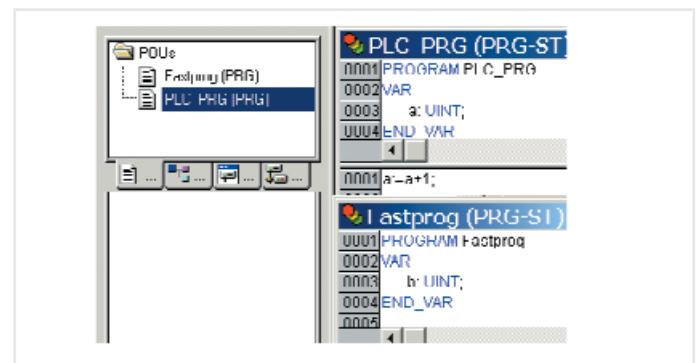 POUs
Fastprog (PRG)
PLC_PRG (PRG)
... ... ... ...
PLC_PRG (PRG-ST)
0001 PROGRAM PLC_PRG
0002 VAR
0003 a: UINT;
0004 END_VAR
0001 a:=a+1;
Fastprog (PRG-ST)
0001 PROGRAM Fastprog
0002 VAR
0003 b: UINT;
0004 END_VAR
0005